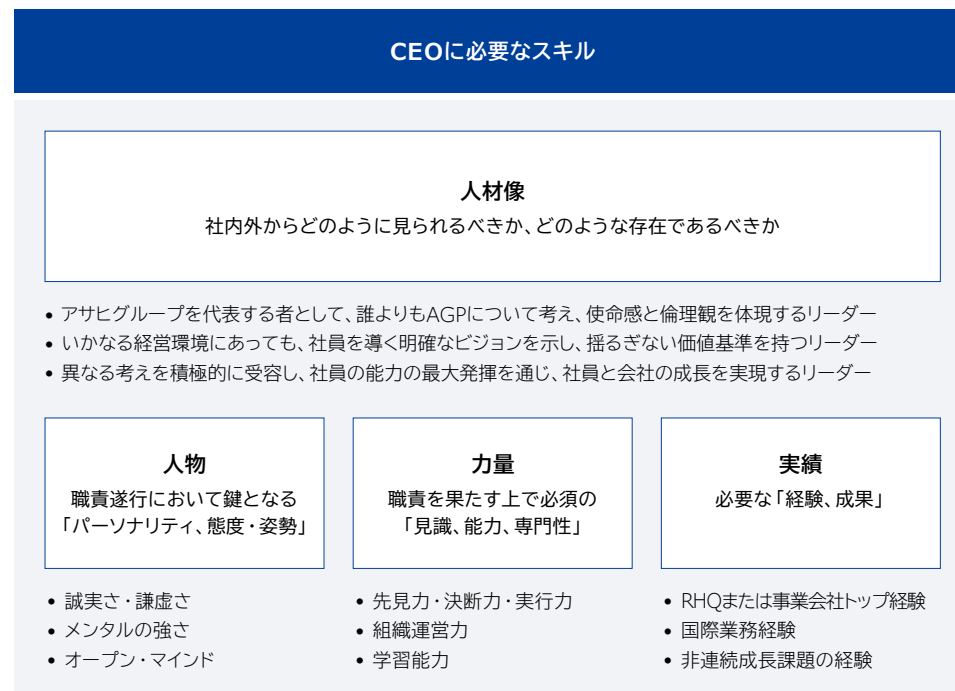 CEOに必要なスキル
人材像
社内外からどのように見られるべきか、どのような存在であるべきか
• アサヒグループを代表する者として、誰よりもAGPについて考え、使命感と倫理観を体現するリーダー
• いかなる経営環境にあっても、社員を導く明確なビジョンを示し、揺るぎない価値基準を持つリーダー
• 異なる考えを積極的に受容し、社員の能力の最大発揮を通じ、社員と会社の成長を実現するリーダー
人物
職責遂行において鍵となる
「パーソナリティ、態度・姿勢」
• 誠実さ・謙虚さ
• メンタルの強さ
• オープン・マインド
力量
職責を果たす上で必須の
「見識、能力、専門性」
• 先見力・決断力・実行力
• 組織運営力
• 学習能力
実績
必要な「経験、成果」
• RHQまたは事業会社トップ経験
• 国際業務経験
• 非連続成長課題の経験